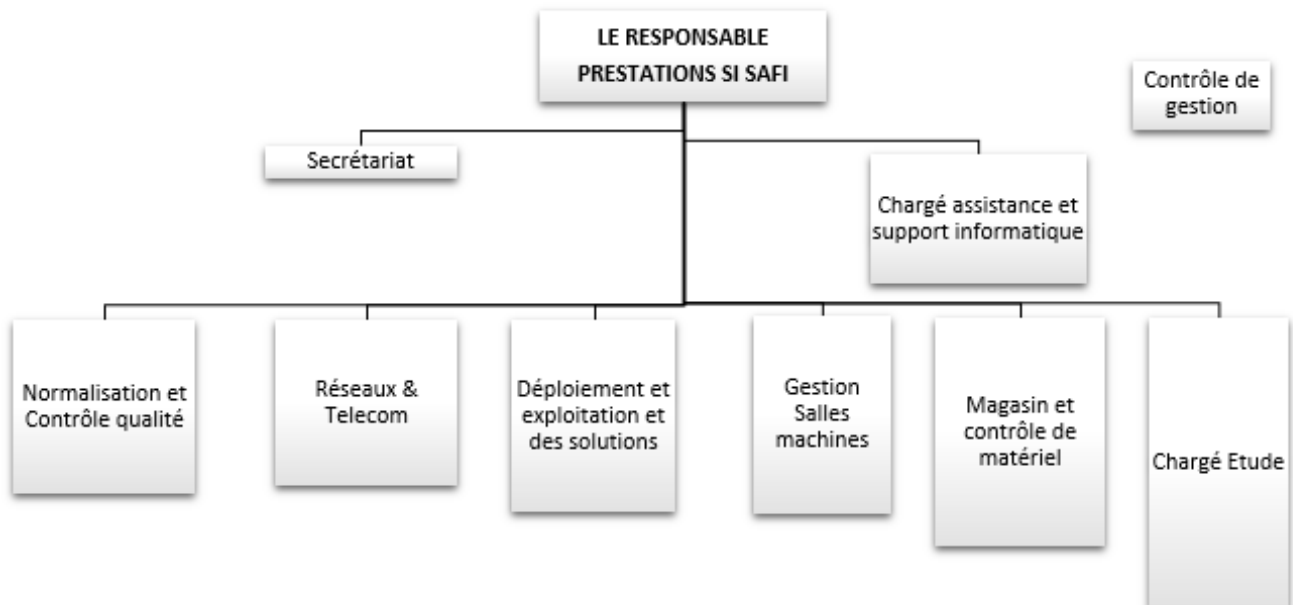 LE RESPONSABLE
PRESTATIONS SI SAFI
Contrôle de
gestion
Secrétariat
Chargé assistance et
support informatique
Normalisation et
Contrôle qualité
Réseaux &
Telecom
Déploiement et
exploitation et
des solutions
Gestion
Salles
machines
Magasin et
contrôle de
matériel
Chargé Etude